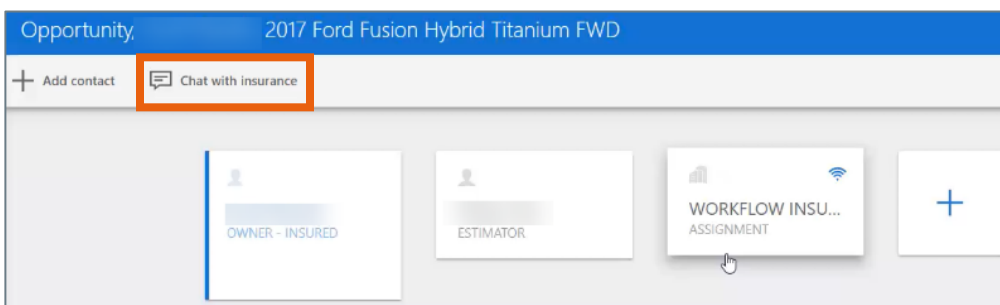 Opportunity, 2017 Ford Fusion Hybrid Titanium FWD
Add contact Chat with insurance
WORKFLOW INSU...
OWNER - INSURED ESTIMATOR ASSIGNMENT